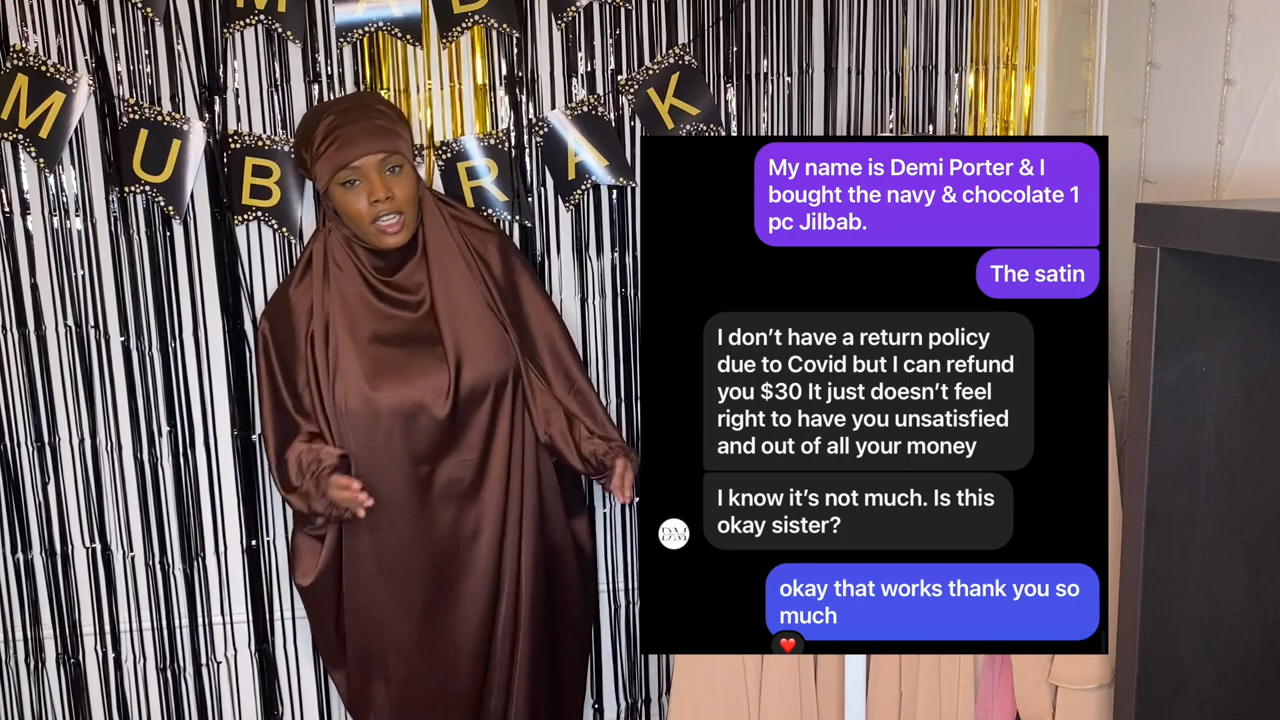 M A D
M U B R A K
My name is Demi Porter & I
bought the navy & chocolate 1
pc Jilbab.
The satin
I don't have a return policy
due to Covid but I can refund
you $30 It just doesn't feel
right to have you unsatisfied
and out of all your money
I know it's not much. Is this
okay sister?
DM
okay that works thank you so
much